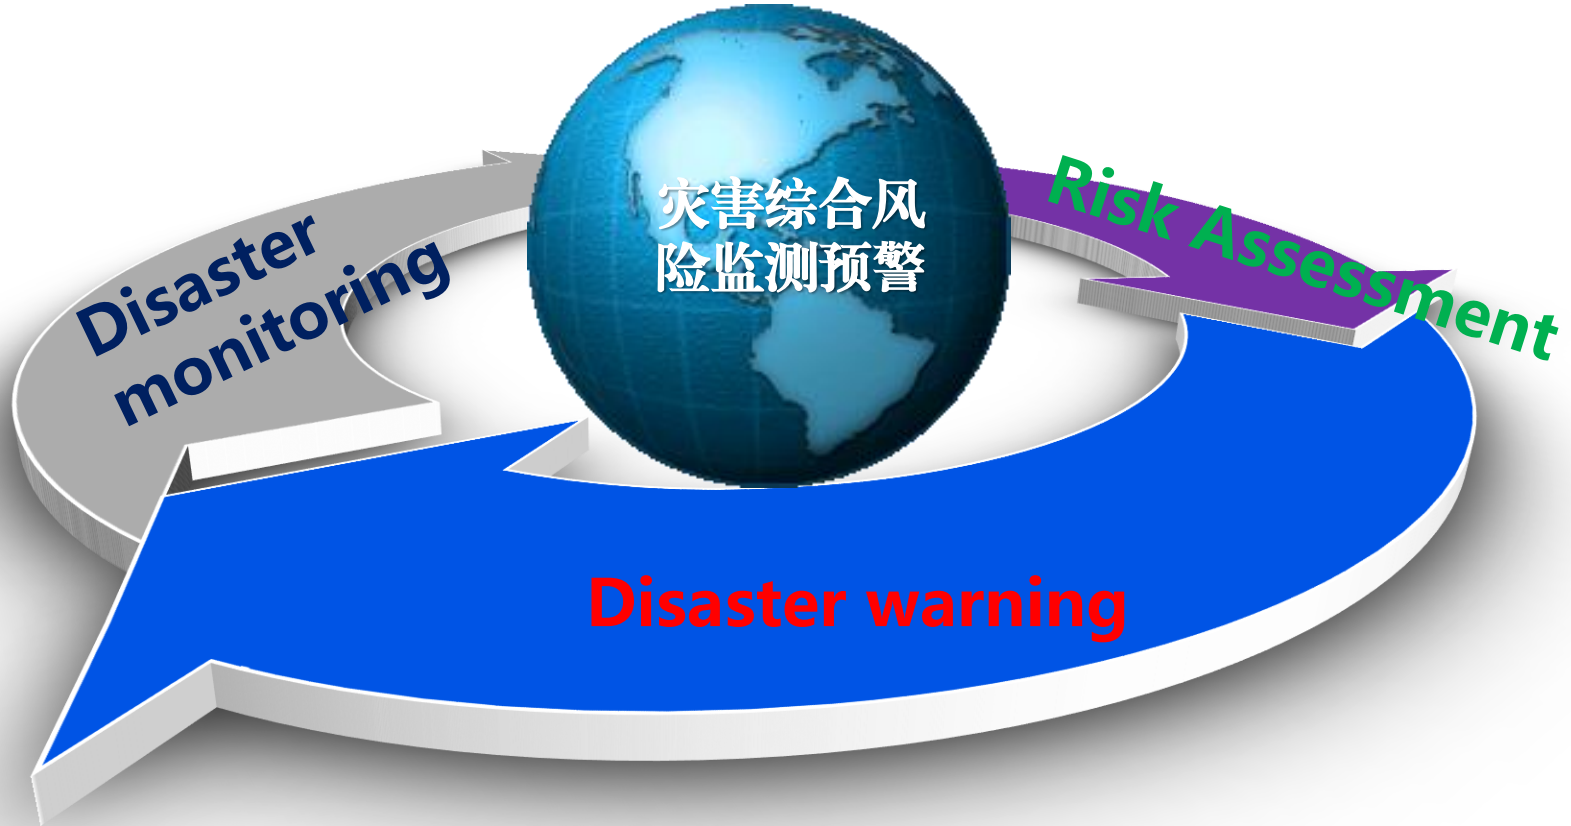 灾害综合风
险监测预警
Disaster
monitoring
Risk Assessment
Disaster warning